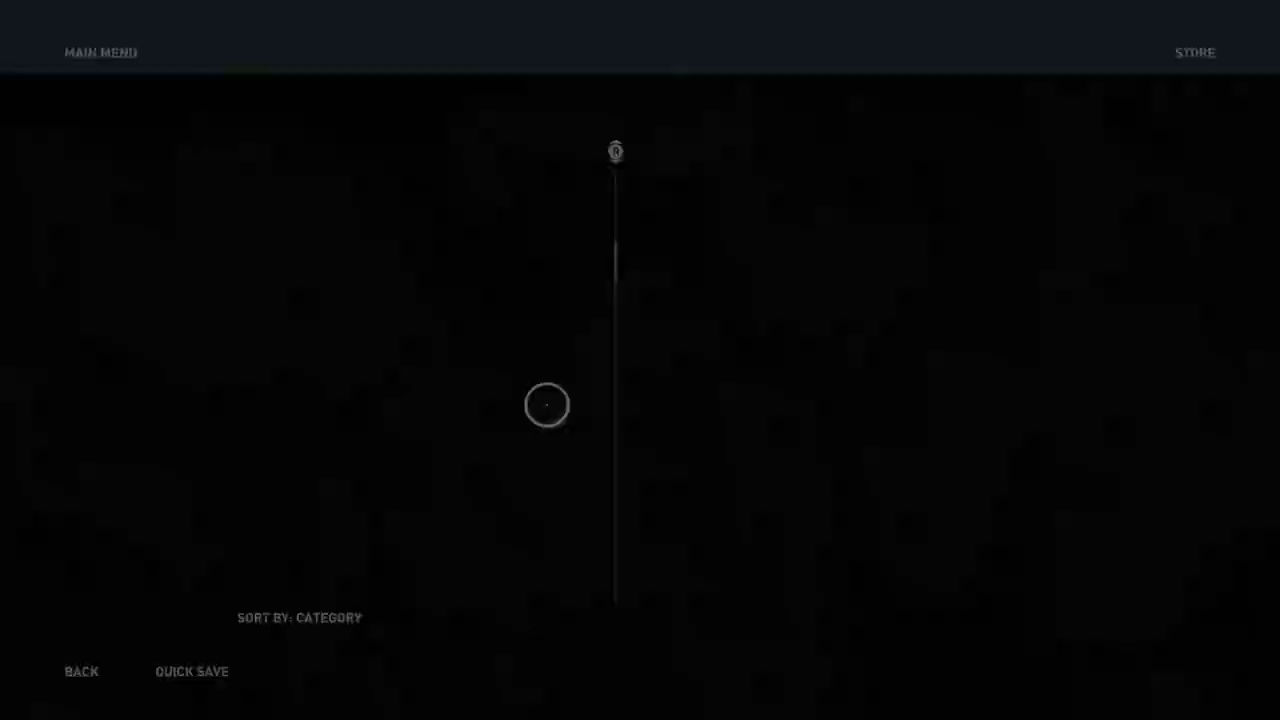 MAIN MENU
STORE
R
SORT BY: CATEGORY
BACK
QUICK SAVE